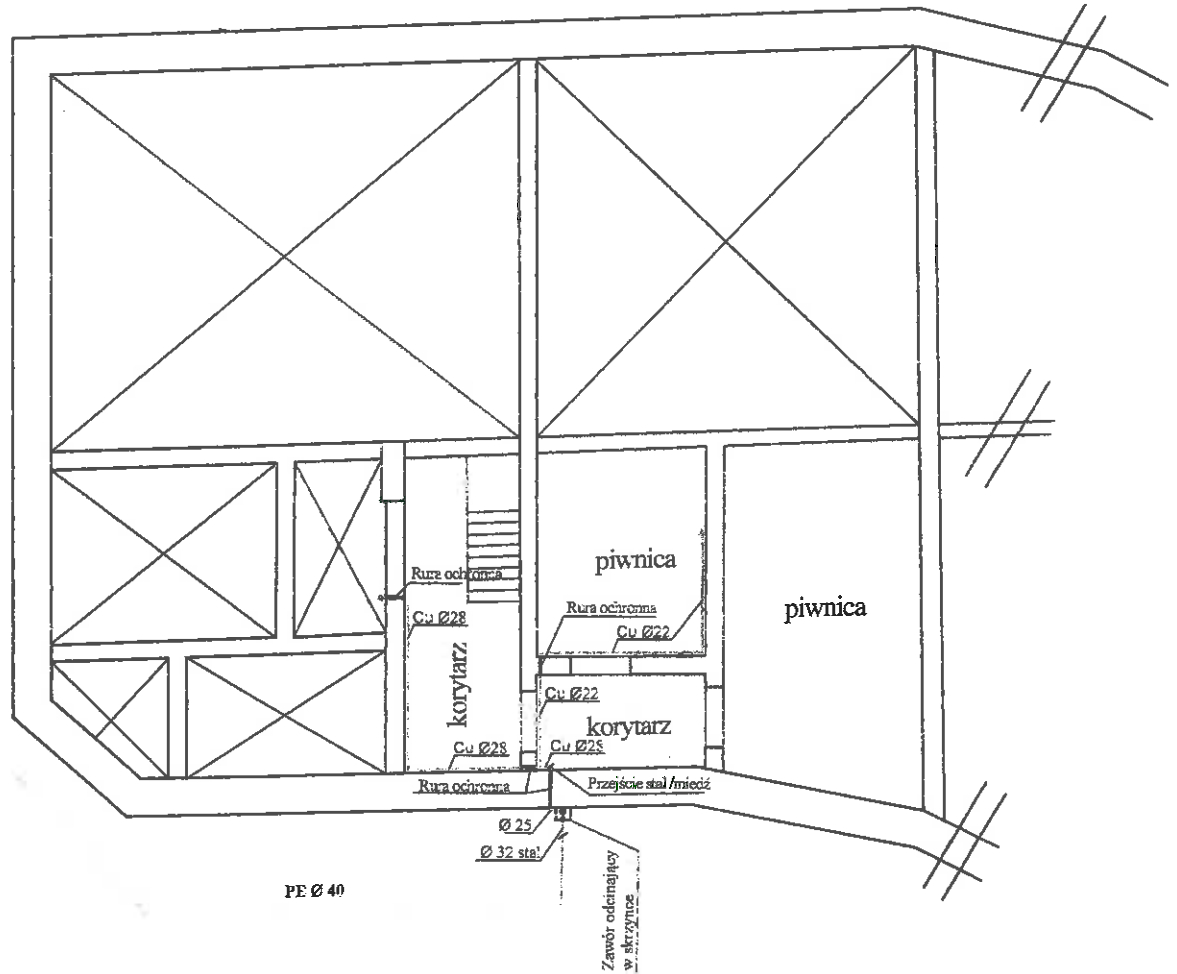 piwnica
piwnica
Rura ochronna
Cu Ø28
Rura ochronna
Cu Ø22
korytarz
Cu Ø22
korytarz
Cu Ø28
Cu Ø28
Rura ochronna
Przejście stal/miedź
Ø 25
Ø 32 stal
PE Ø 40
Zawór odcinający
w skrzynce